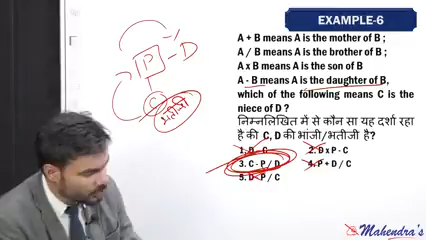 EXAMPLE-6
A + B means A is the mother of B ;
A / B means A is the brother of B ;
A x B means A is the son of B
A - B means A is the daughter of B,
which of the following means C is the
niece of D ?
निम्नलिखित में से कौन सा यह दर्शा रहा
है की C, D की भांजी/भतीजी है?
1. D - C
2. D x P - C
3. C - P / D
4. P + D / C
5. D - P / C
P
D
C
भतीजी
Mahendra's